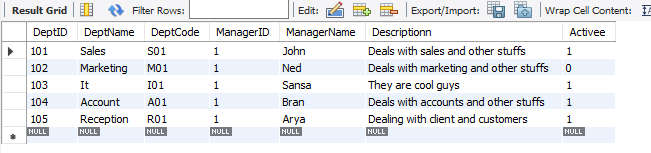 Result Grid Filter Rows: Edit: Export/Import: Wrap Cell Content:
DeptID DeptName DeptCode ManagerID ManagerName Descriptionn Activee
101 Sales S01 1 John Deals with sales and other stuffs 1
102 Marketing M01 1 Ned Deals with marketing and other stuffs 0
103 It I01 1 Sansa They are cool guys 1
104 Account A01 1 Bran Deals with accounts and other stuffs 1
105 Reception R01 1 Arya Dealing with client and customers 1
NULL NULL NULL NULL NULL NULL NULL